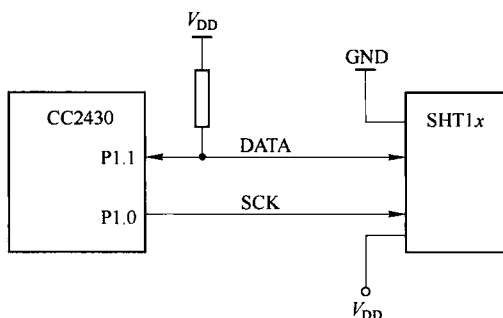 V_DD
GND
CC2430
SHT1x
P1.1
DATA
P1.0
SCK
V_DD